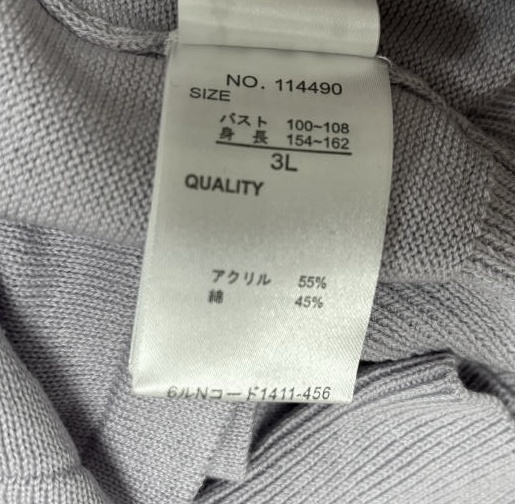 NO. 114490
SIZE
バスト 100~108
身長 154~162
3L
QUALITY
アクリル 55%
綿 45%
6ルNコード1411-456